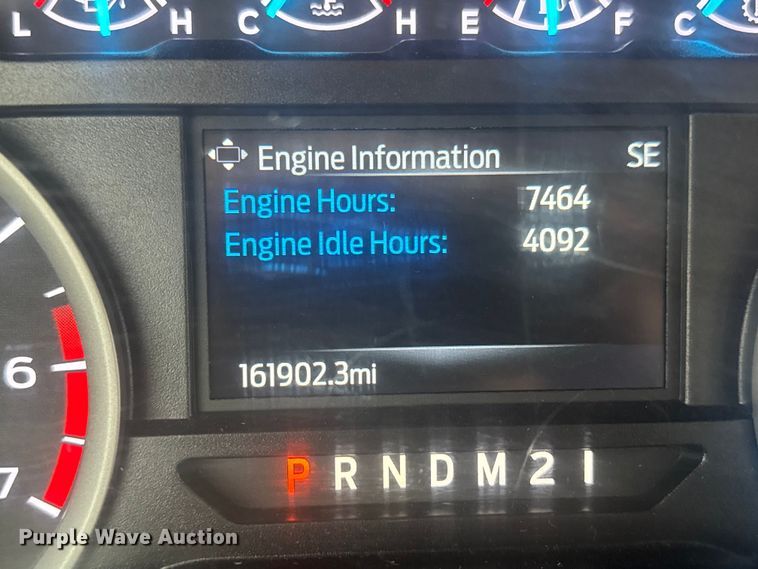 L H C H E F C
Engine Information SE
Engine Hours: 7464
Engine Idle Hours: 4092
161902.3mi
6
P R N D M 2 1
7
Purple Wave Auction